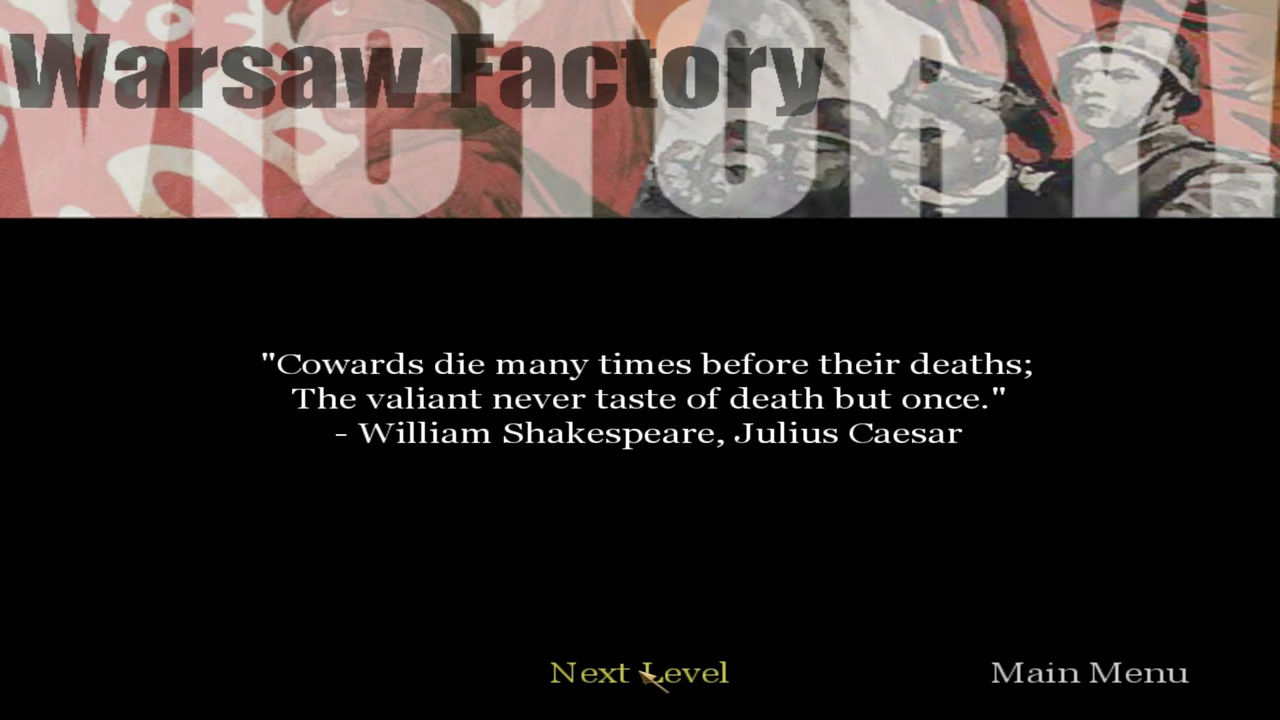 VICTORY!
Warsaw Factory
"Cowards die many times before their deaths;
The valiant never taste of death but once."
- William Shakespeare, Julius Caesar
Next Level
Main Menu